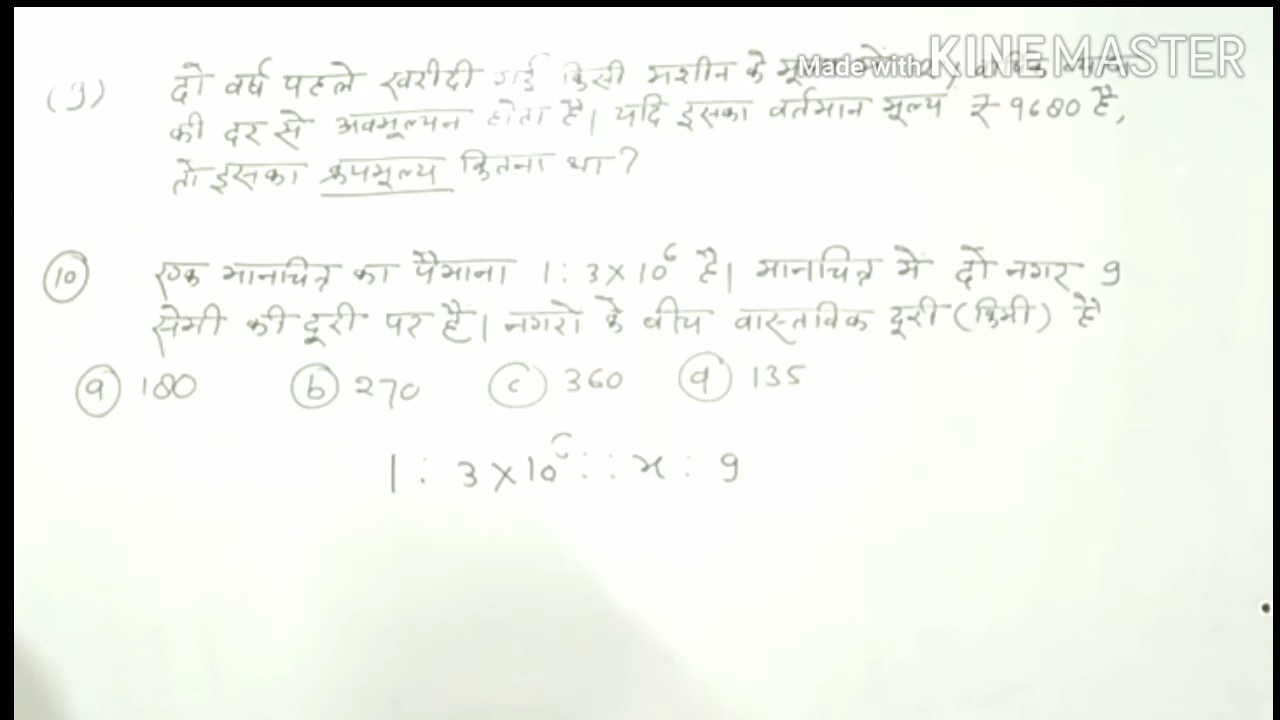 Made with KINEMASTER
(9) दो वर्ष पहले खरीदी गई किसी मशीन के
की दर से अवमूल्यन होता है। यदि इसका वर्तमान मूल्य ₹ 9680 है,
तो इसका क्रयमूल्य कितना था?
(10) एक मानचित्र का पैमाना 1 : 3 × 10⁶ है। मानचित्र में दो नगर 9
सेमी की दूरी पर है। नगरो के बीच वास्तविक दूरी (किमी) है
(a) 180 (b) 270 (c) 360 (d) 135
1 : 3 × 10⁶ : : x : 9